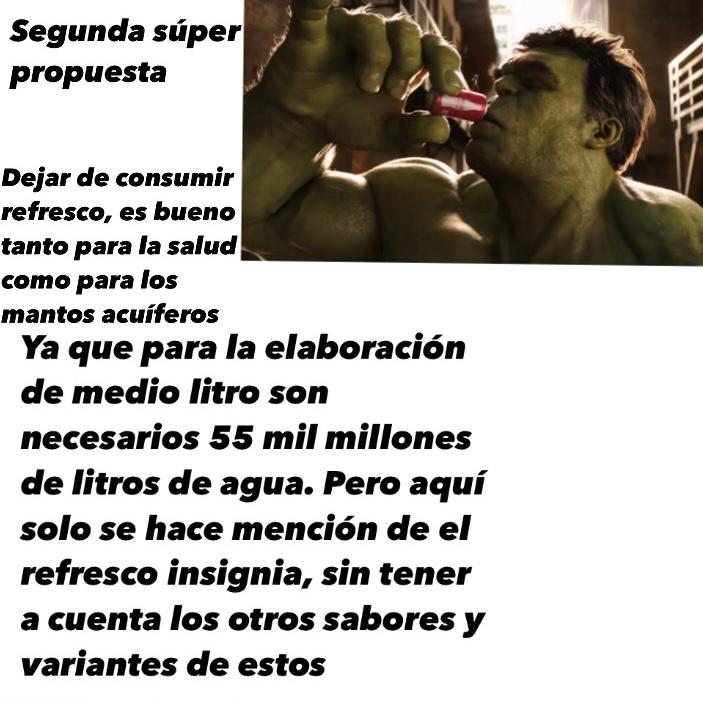 Segunda súper
propuesta
Dejar de consumir
refresco, es bueno
tanto para la salud
como para los
mantos acuíferos
Ya que para la elaboración
de medio litro son
necesarios 55 mil millones
de litros de agua. Pero aquí
solo se hace mención de el
refresco insignia, sin tener
a cuenta los otros sabores y
variantes de estos